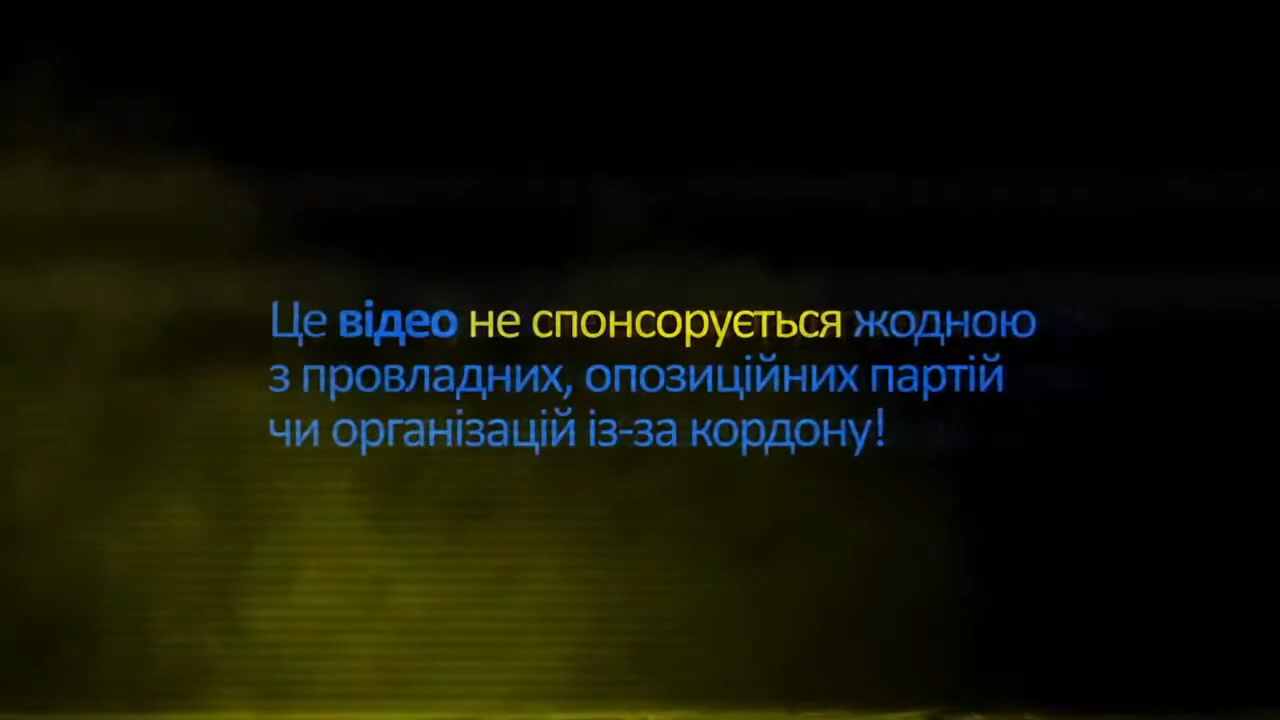 Це відео не спонсорується жодною
з провладних, опозиційних партій
чи організацій із-за кордону!